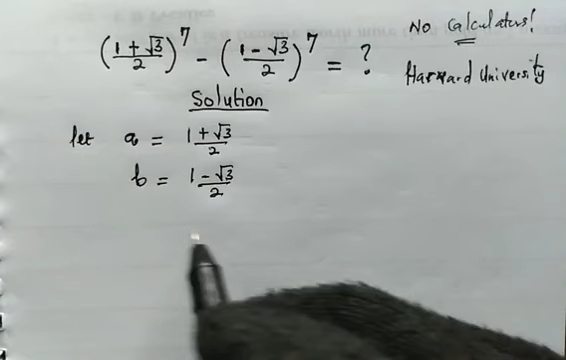 No Calculators!
(1+√3/2)^7 - (1-√3/2)^7 = ?
Harvard University
Solution
let a = 1+√3/2
b = 1-√3/2